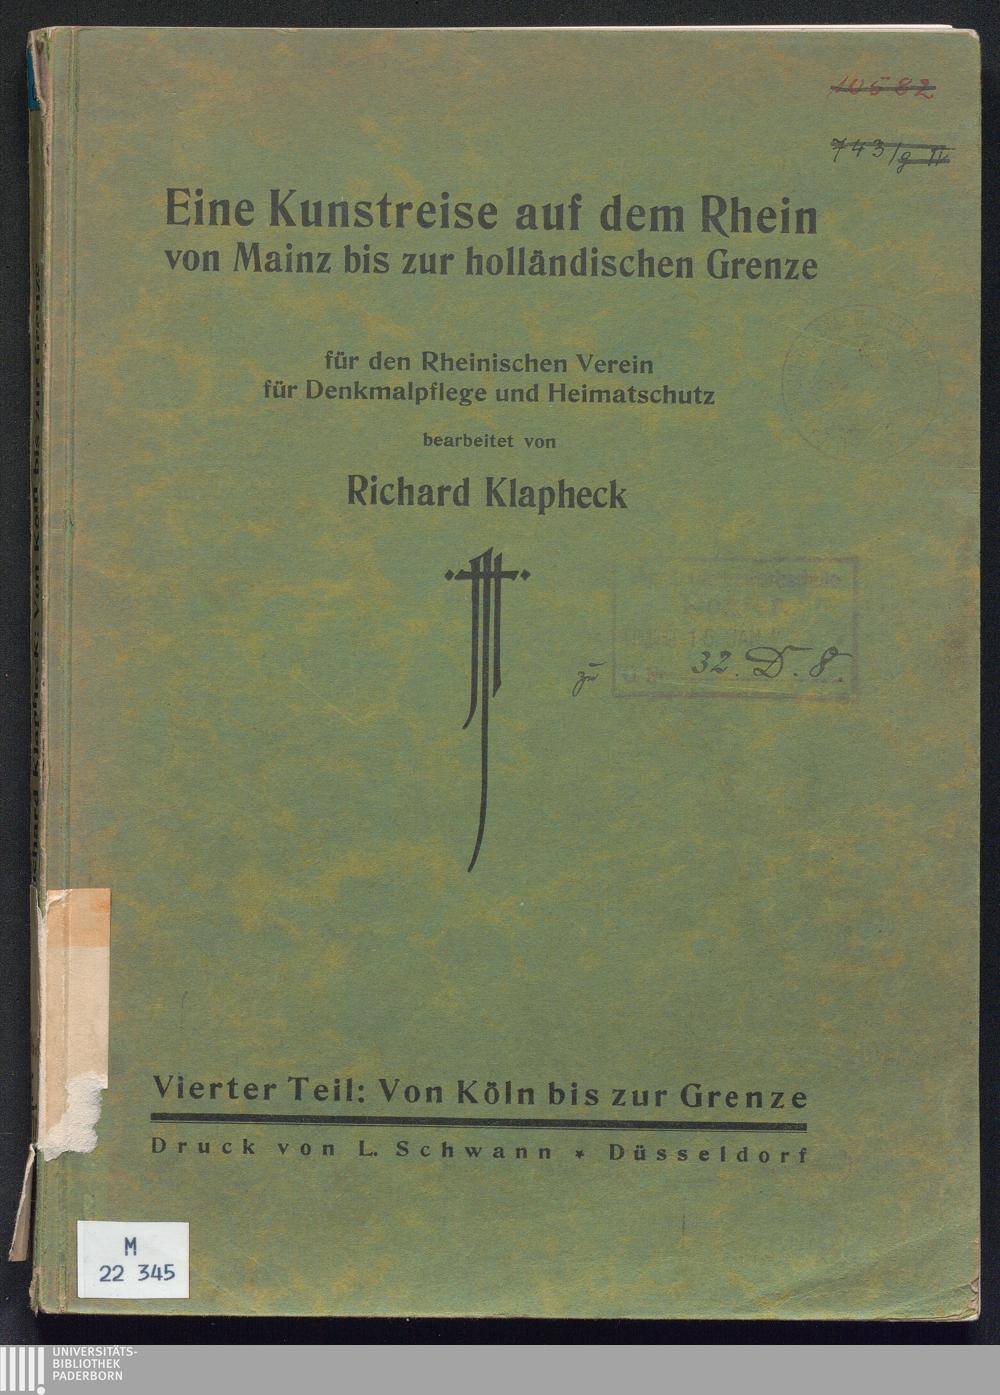 10582
743/g IV
Eine Kunstreise auf dem Rhein
von Mainz bis zur holländischen Grenze
für den Rheinischen Verein
für Denkmalpflege und Heimatschutz
bearbeitet von
Richard Klapheck
zu 32. D. 8.
Vierter Teil: Von Köln bis zur Grenze
Druck von L. Schwann * Düsseldorf
M
22 345
UNIVERSITÄTS-
BIBLIOTHEK
PADERBORN